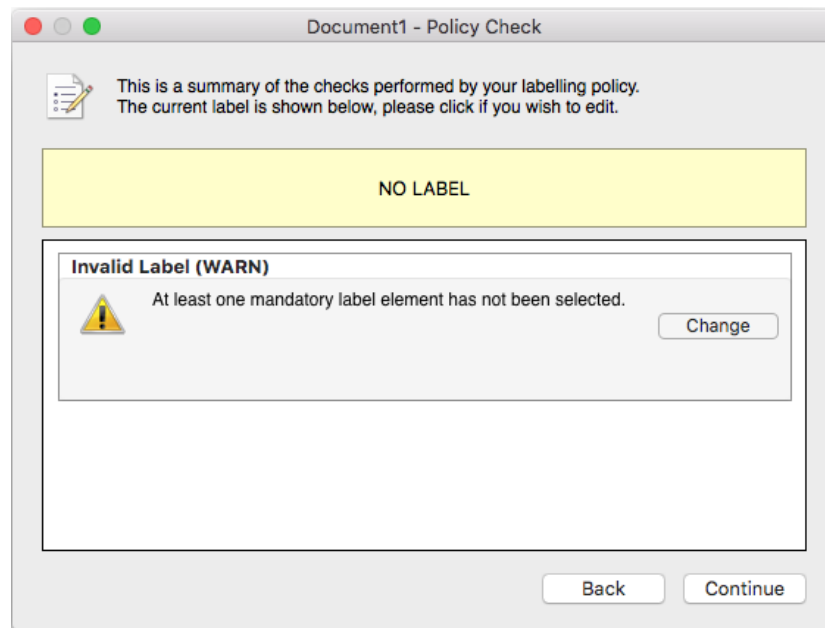 Document1 - Policy Check
This is a summary of the checks performed by your labelling policy.
The current label is shown below, please click if you wish to edit.
NO LABEL
Invalid Label (WARN)
At least one mandatory label element has not been selected.
Change
Back
Continue